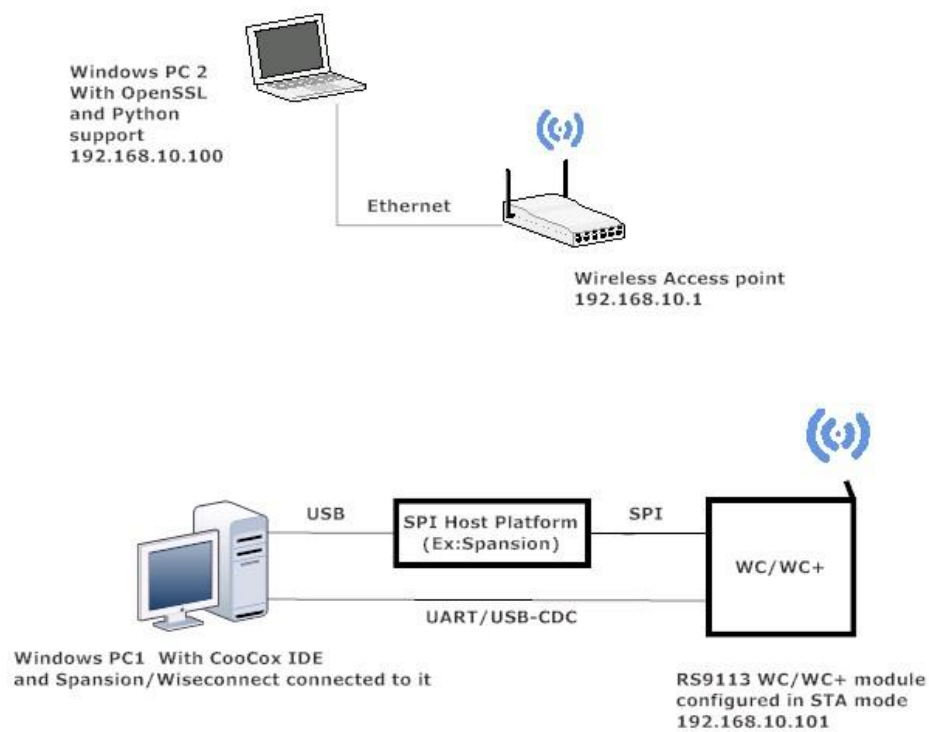 Windows PC 2
With OpenSSL
and Python
support
192.168.10.100
Ethernet
Wireless Access point
192.168.10.1
USB
SPI Host Platform
(Ex:Spansion)
SPI
WC/WC+
UART/USB-CDC
Windows PC1  With CooCox IDE
and Spansion/Wiseconnect connected to it
RS9113 WC/WC+ module
configured in STA mode
192.168.10.101